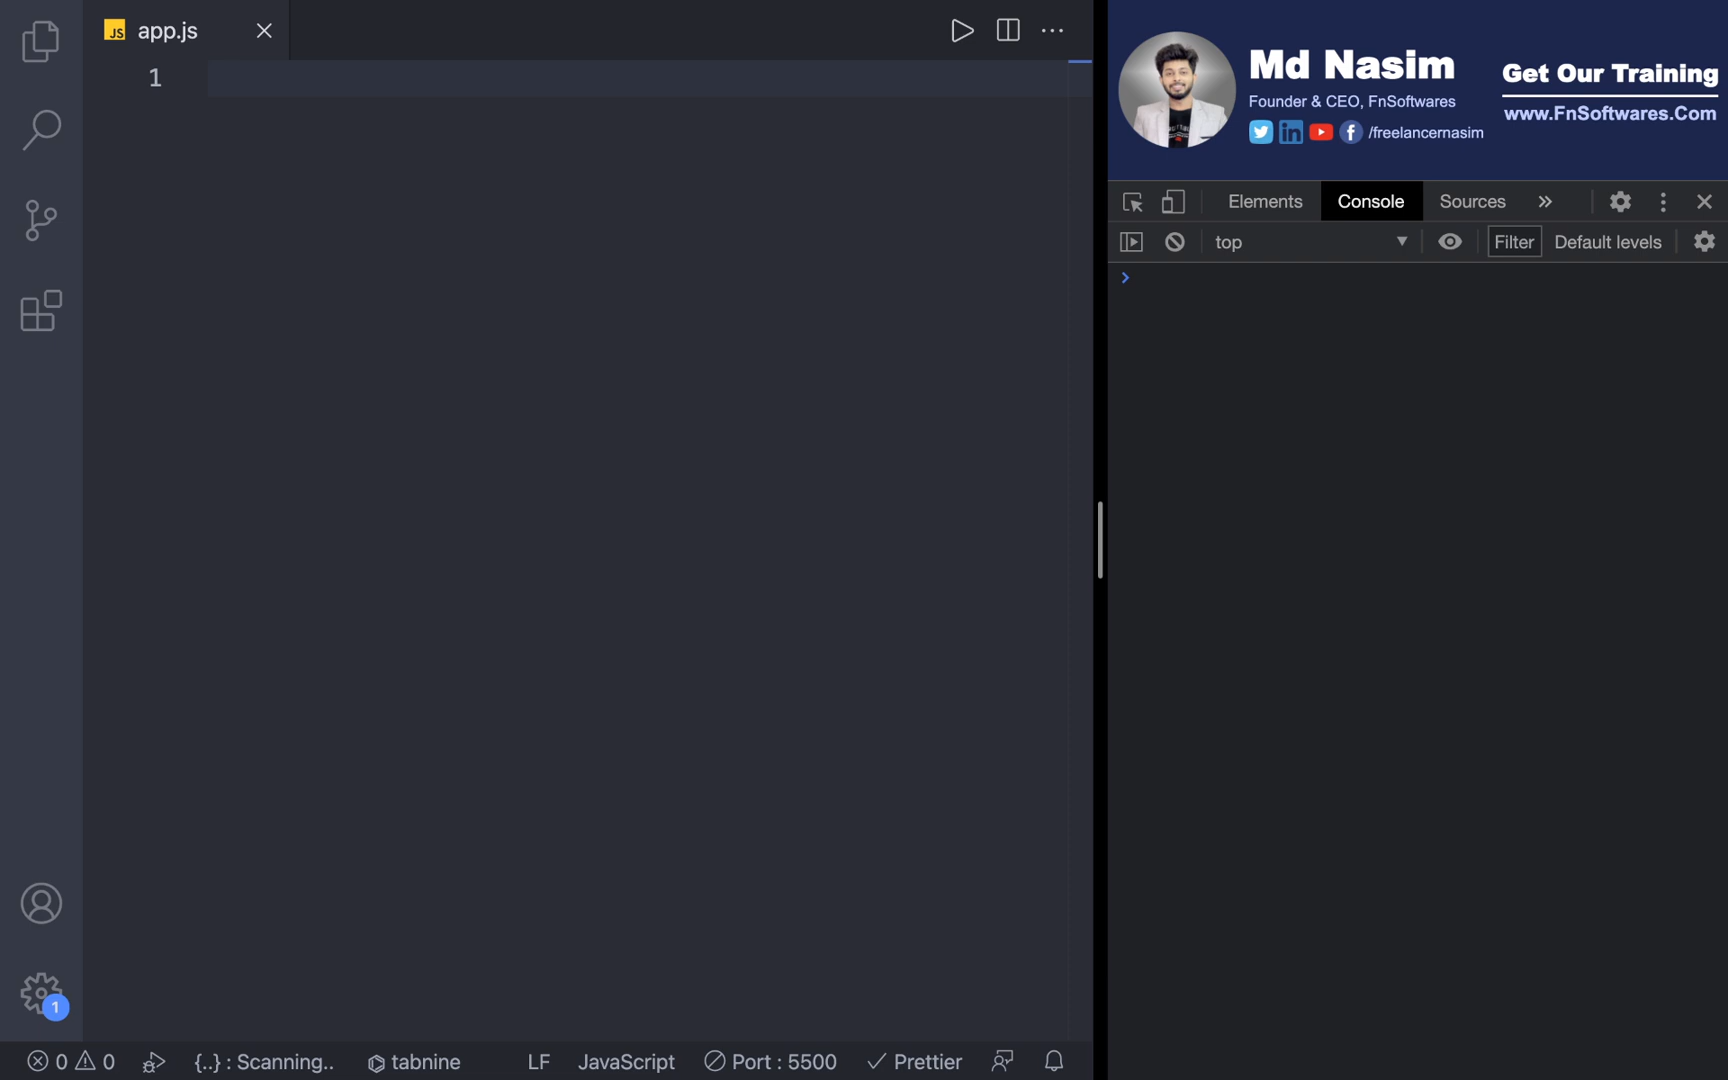 JS app.js
1
Md Nasim
Founder & CEO, FnSoftwares
/freelancernasim
Get Our Training
www.FnSoftwares.Com
Elements Console Sources
top Filter Default levels
1
0 0 {..} : Scanning.. tabnine LF JavaScript Port : 5500 Prettier